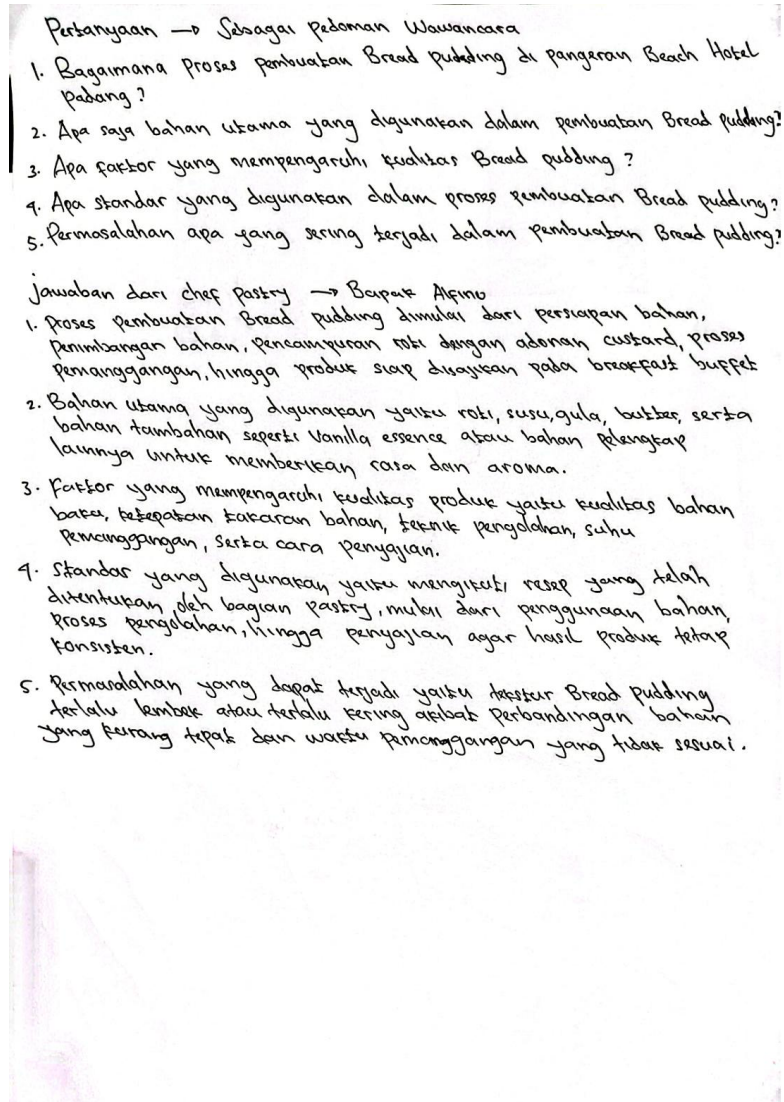 Pertanyaan → Sebagai Pedoman Wawancara
1. Bagaimana proses pembuatan Bread pudding di pangeran Beach Hotel
Padang?
2. Apa saja bahan utama yang digunakan dalam pembuatan Bread pudding?
3. Apa faktor yang mempengaruhi kualitas Bread pudding?
4. Apa standar yang digunakan dalam proses pembuatan Bread pudding?
5. Permasalahan apa yang sering terjadi dalam pembuatan Bread pudding?
jawaban dari chef pastry → Bapak Alfino
1. Proses pembuatan Bread pudding dimulai dari persiapan bahan,
penimbangan bahan, pencampuran roti dengan adonan custard, proses
pemanggangan, hingga produk siap disajikan pada breakfast buffet
2. Bahan utama yang digunakan yaitu roti, susu, gula, butter, serta
bahan tambahan seperti vanilla essence atau bahan pelengkap
lainnya untuk memberikan rasa dan aroma.
3. Faktor yang mempengaruhi kualitas produk yaitu kualitas bahan
baku, ketepatan takaran bahan, teknik pengolahan, suhu
pemanggangan, serta cara penyajian.
4. Standar yang digunakan yaitu mengikuti resep yang telah
ditentukan oleh bagian pastry, mulai dari penggunaan bahan,
proses pengolahan, hingga penyajian agar hasil produk tetap
konsisten.
5. Permasalahan yang dapat terjadi yaitu tekstur Bread pudding
terlalu lembek atau terlalu kering akibat perbandingan bahan
yang kurang tepat dan waktu pemanggangan yang tidak sesuai.